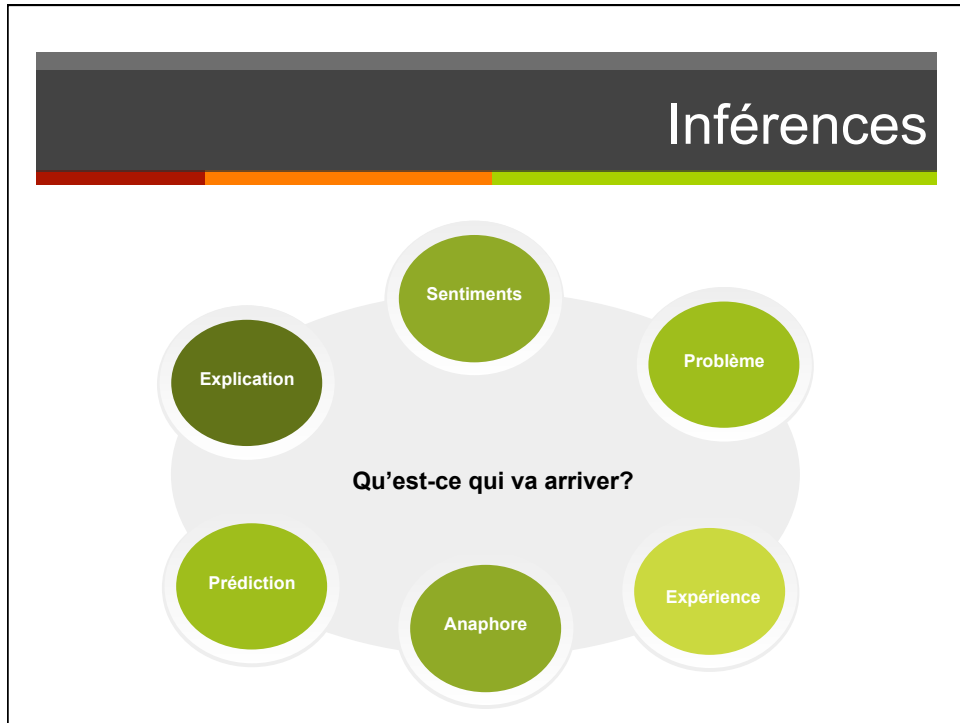 Inférences
Sentiments
Problème
Explication
Qu’est-ce qui va arriver?
Prédiction
Expérience
Anaphore